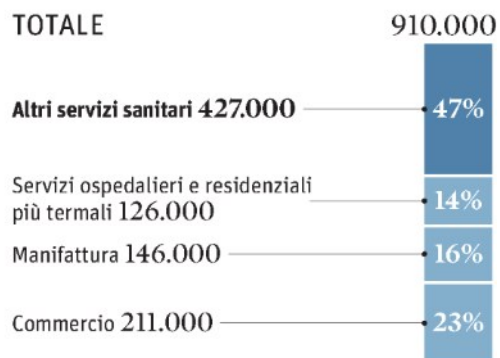 TOTALE 910.000
Altri servizi sanitari 427.000 47%
Servizi ospedalieri e residenziali
più termali 126.000 14%
Manifattura 146.000 16%
Commercio 211.000 23%